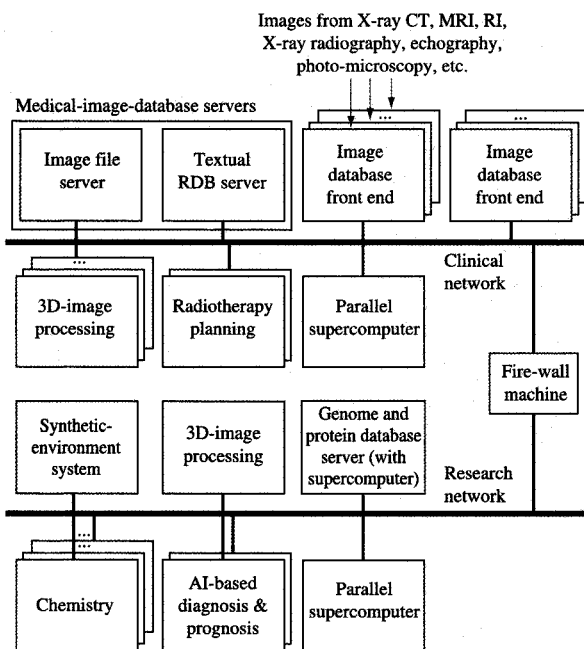 Images from X-ray CT, MRI, RI,
X-ray radiography, echography,
photo-microscopy, etc.
Medical-image-database servers
...
...
Image file
server
Textual
RDB server
Image
database
front end
Image
database
front end
Clinical
network
...
3D-image
processing
Radiotherapy
planning
Parallel
supercomputer
Fire-wall
machine
Synthetic-
environment
system
3D-image
processing
Genome and
protein database
server (with
supercomputer)
Research
network
...
...
Chemistry
AI-based
diagnosis &
prognosis
Parallel
supercomputer